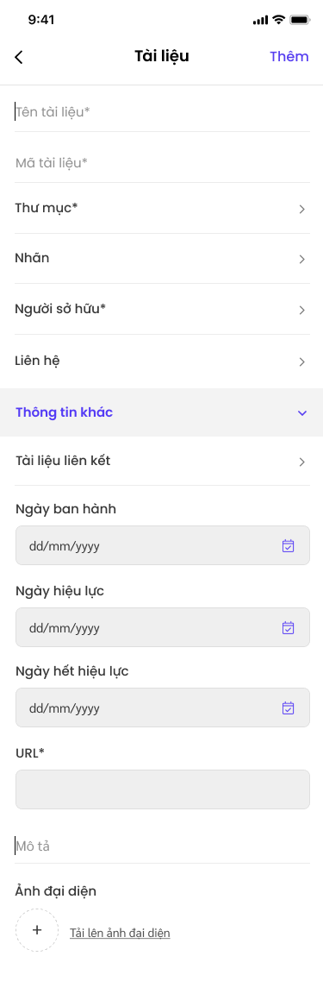 9:41
Tài liệu
Thêm
Tên tài liệu*
Mã tài liệu*
Thư mục*
Nhãn
Người sở hữu*
Liên hệ
Thông tin khác
Tài liệu liên kết
Ngày ban hành
dd/mm/yyyy
Ngày hiệu lực
dd/mm/yyyy
Ngày hết hiệu lực
dd/mm/yyyy
URL*
Mô tả
Ảnh đại diện
Tải lên ảnh đại diện